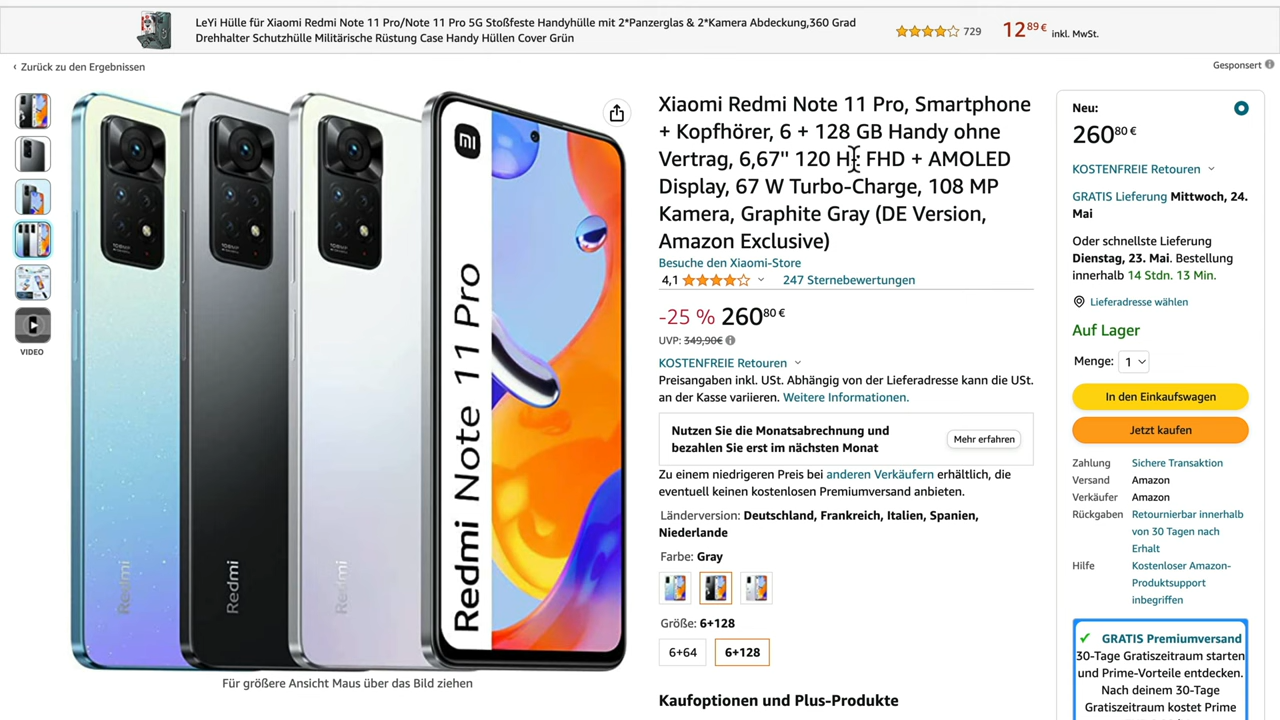 LeYi Hülle für Xiaomi Redmi Note 11 Pro/Note 11 Pro 5G Stoßfeste Handyhülle mit 2*Panzerglas & 2*Kamera Abdeckung,360 Grad
Drehhalter Schutzhülle Militärische Rüstung Case Handy Hüllen Cover Grün
729
12 89 € inkl. MwSt.
‹ Zurück zu den Ergebnissen
Gesponsert
VIDEO
108MP
108MP
108MP
Redmi
Redmi
Redmi
Redmi Note 11 Pro
Für größere Ansicht Maus über das Bild ziehen
Xiaomi Redmi Note 11 Pro, Smartphone
+ Kopfhörer, 6 + 128 GB Handy ohne
Vertrag, 6,67'' 120 Hz FHD + AMOLED
Display, 67 W Turbo-Charge, 108 MP
Kamera, Graphite Gray (DE Version,
Amazon Exclusive)
Besuche den Xiaomi-Store
4,1 247 Sternebewertungen
-25 % 260 80 €
UVP: 349,90€
KOSTENFREIE Retouren
Preisangaben inkl. USt. Abhängig von der Lieferadresse kann die USt.
an der Kasse variieren. Weitere Informationen.
Nutzen Sie die Monatsabrechnung und
bezahlen Sie erst im nächsten Monat
Mehr erfahren
Zu einem niedrigeren Preis bei anderen Verkäufern erhältlich, die
eventuell keinen kostenlosen Premiumversand anbieten.
Länderversion: Deutschland, Frankreich, Italien, Spanien,
Niederlande
Farbe: Gray
Größe: 6+128
6+64 6+128
Kaufoptionen und Plus-Produkte
Neu:
260 80 €
KOSTENFREIE Retouren
GRATIS Lieferung Mittwoch, 24.
Mai
Oder schnellste Lieferung
Dienstag, 23. Mai. Bestellung
innerhalb 14 Stdn. 13 Min.
Lieferadresse wählen
Auf Lager
Menge: 1
In den Einkaufswagen
Jetzt kaufen
Zahlung Sichere Transaktion
Versand Amazon
Verkäufer Amazon
Rückgaben Retournierbar innerhalb
von 30 Tagen nach
Erhalt
Hilfe Kostenloser Amazon-
Produktsupport
inbegriffen
✓ GRATIS Premiumversand
30-Tage Gratiszeitraum starten
und Prime-Vorteile entdecken.
Nach deinem 30-Tage
Gratiszeitraum kostet Prime